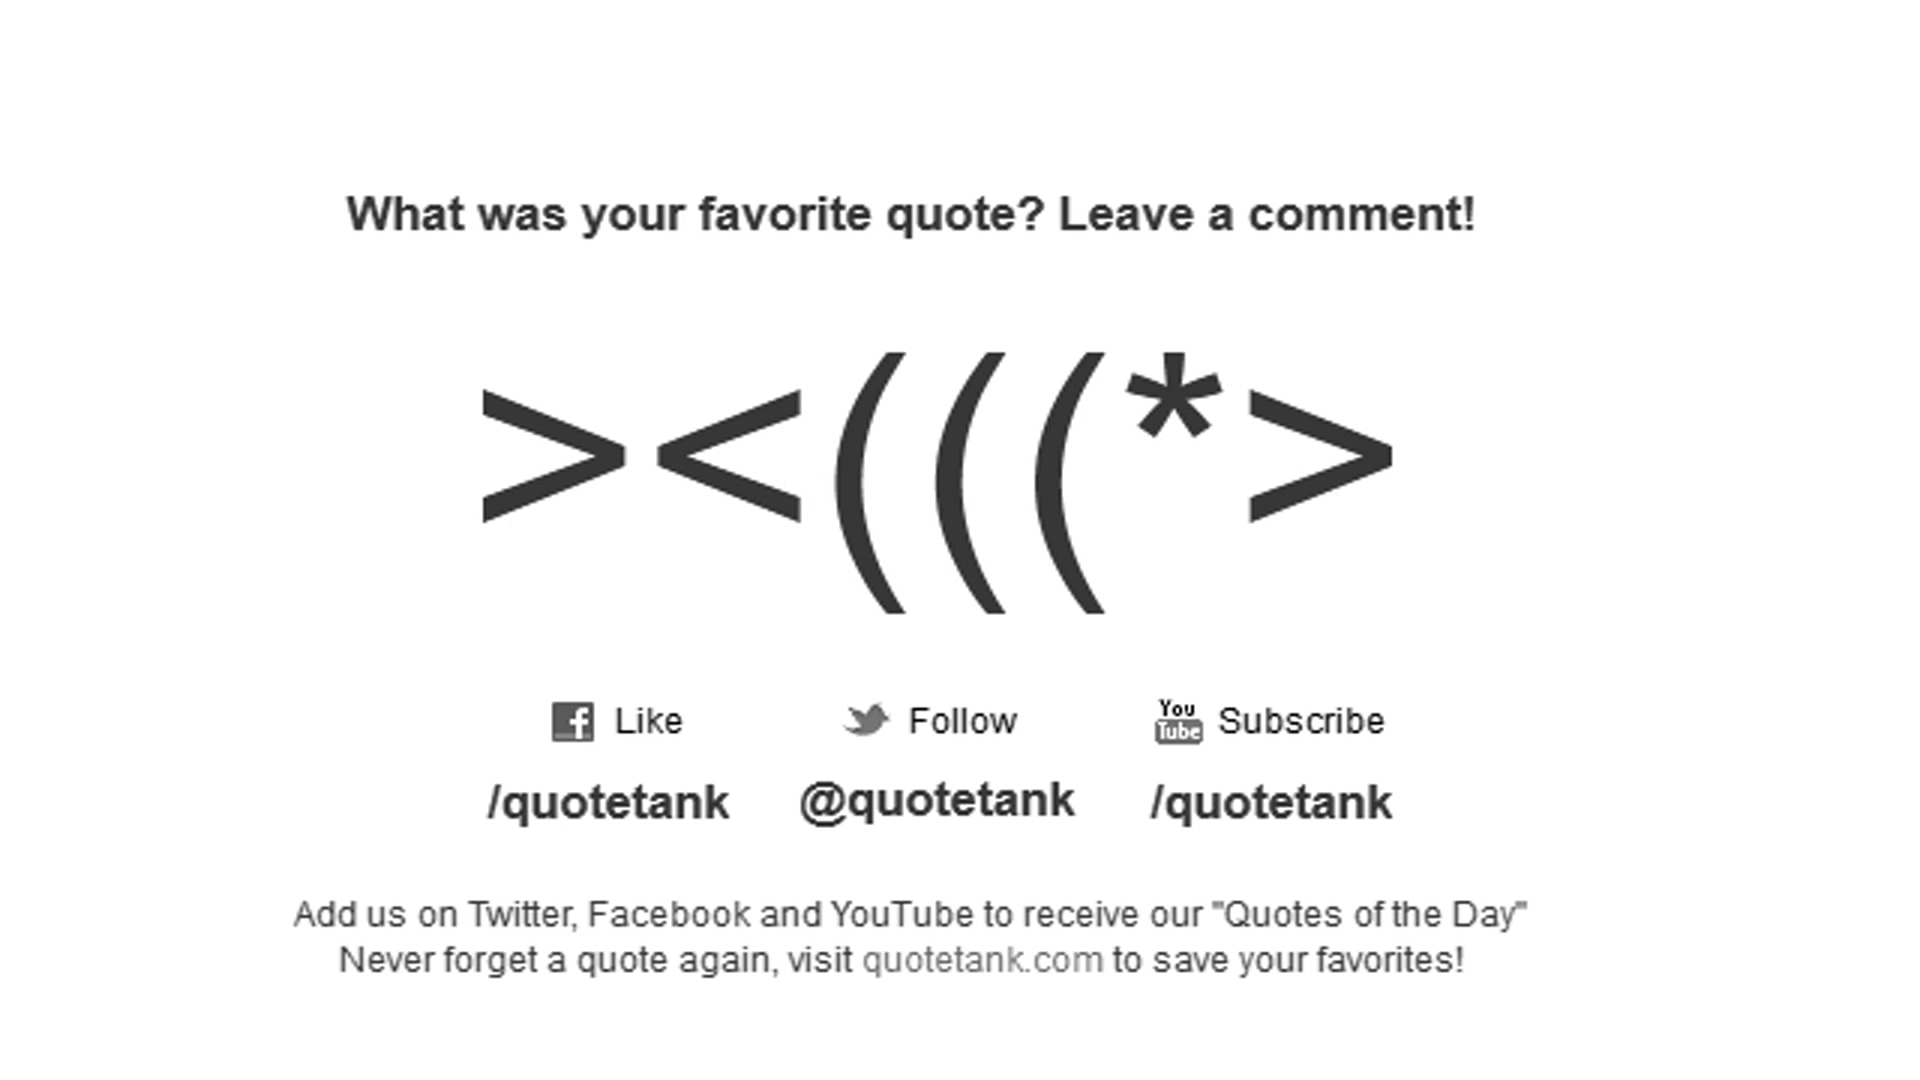 What was your favorite quote? Leave a comment!
><(((*>
f Like Follow You Tube Subscribe
/quotetank @quotetank /quotetank
Add us on Twitter, Facebook and YouTube to receive our "Quotes of the Day"
Never forget a quote again, visit quotetank.com to save your favorites!